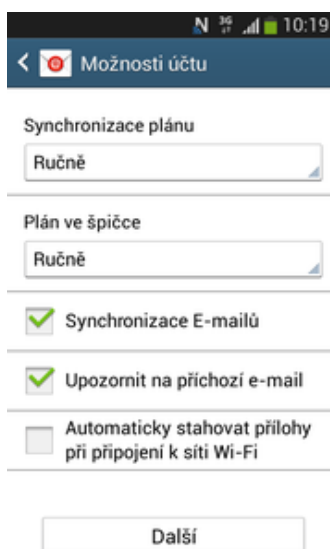 3G 10:19
Možnosti účtu
Synchronizace plánu
Ručně
Plán ve špičce
Ručně
Synchronizace E-mailů
Upozornit na příchozí e-mail
Automaticky stahovat přílohy
při připojení k síti Wi-Fi
Další